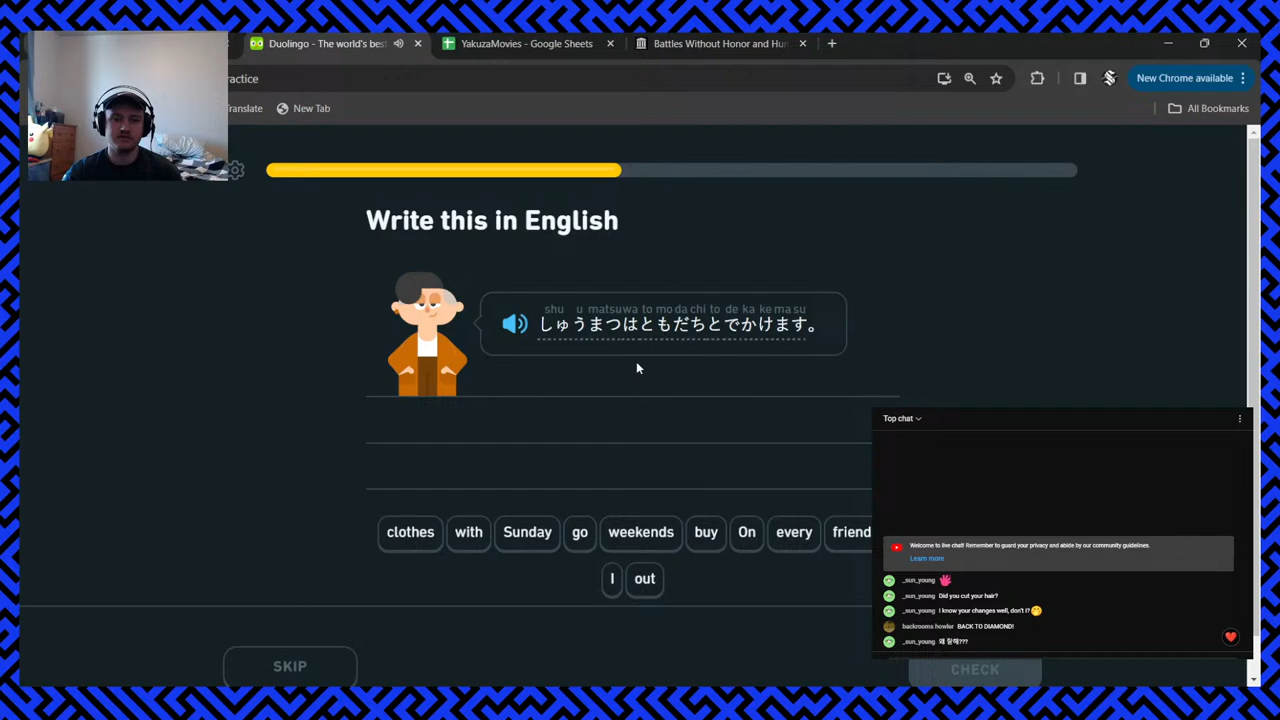 Duolingo - The world's best
YakuzaMovies - Google Sheets
Battles Without Honor and Hun
ractice
New Chrome available
Translate
New Tab
All Bookmarks
Write this in English
shu u matsu wa to mo da chi to de ka ke ma su
しゅうまつはともだちとでかけます。
clothes with Sunday go weekends buy On every friend
I out
SKIP
CHECK
Top chat
Welcome to live chat! Remember to guard your privacy and abide by our community guidelines.
Learn more
_sun_young
_sun_young Did you cut your hair?
_sun_young I know your changes well, don't I?
backrooms howler BACK TO DIAMOND!
_sun_young 왜 잘해???